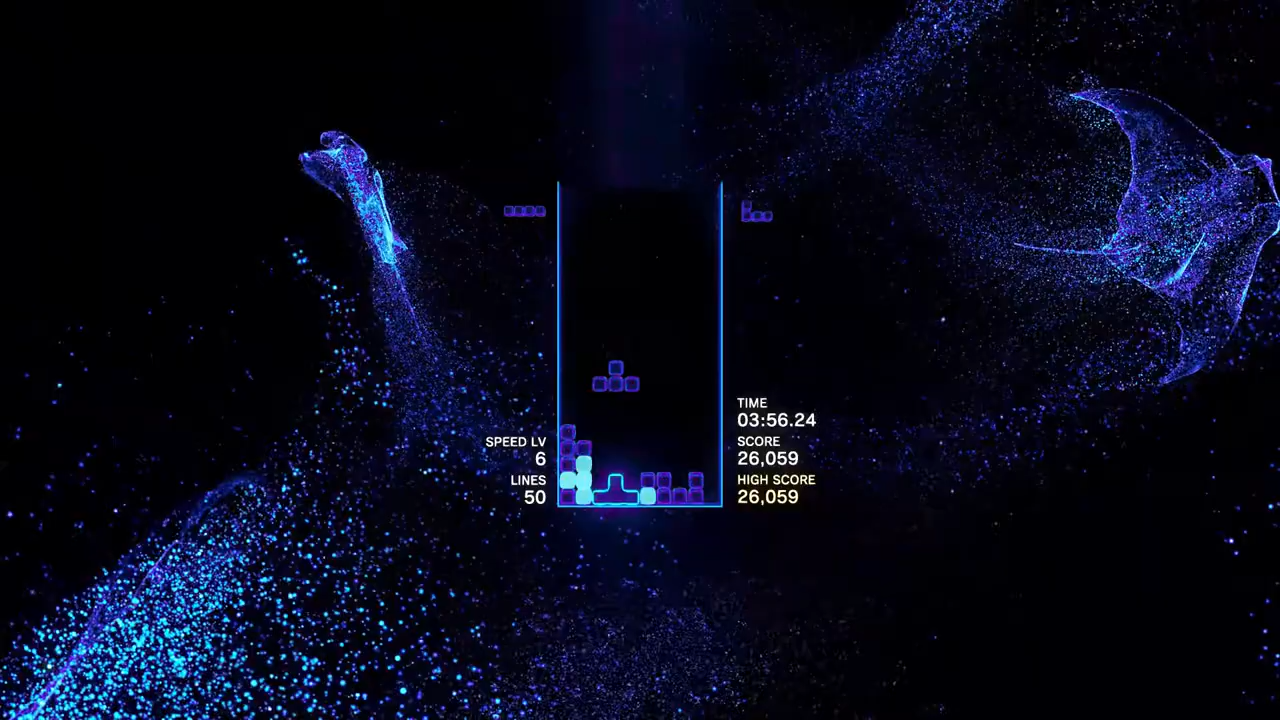 SPEED LV
6
LINES
50
TIME
03:56.24
SCORE
26,059
HIGH SCORE
26,059